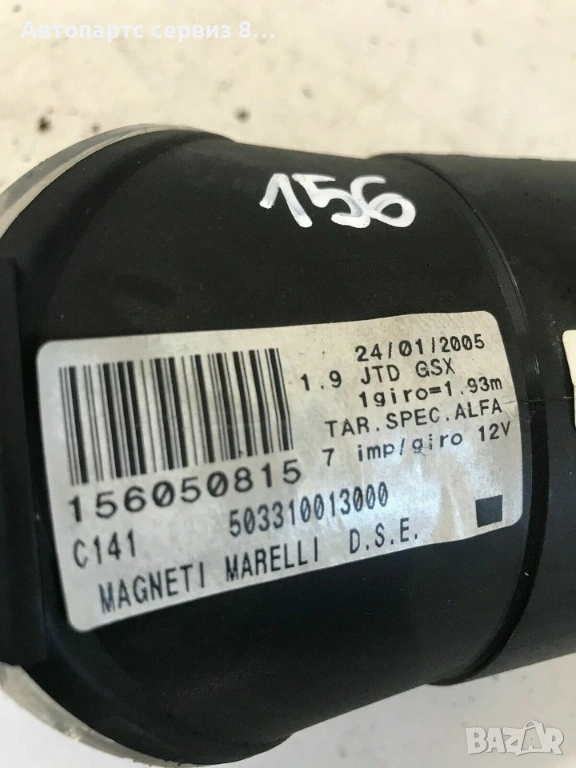 Автопартс сервиз 8...
156
24/01/2005
1.9 JTD GSX
1giro=1.93m
TAR.SPEC.ALFA
7 imp/giro 12V
156050815
C141 503310013000
MAGNETI MARELLI D.S.E.
BAZAR